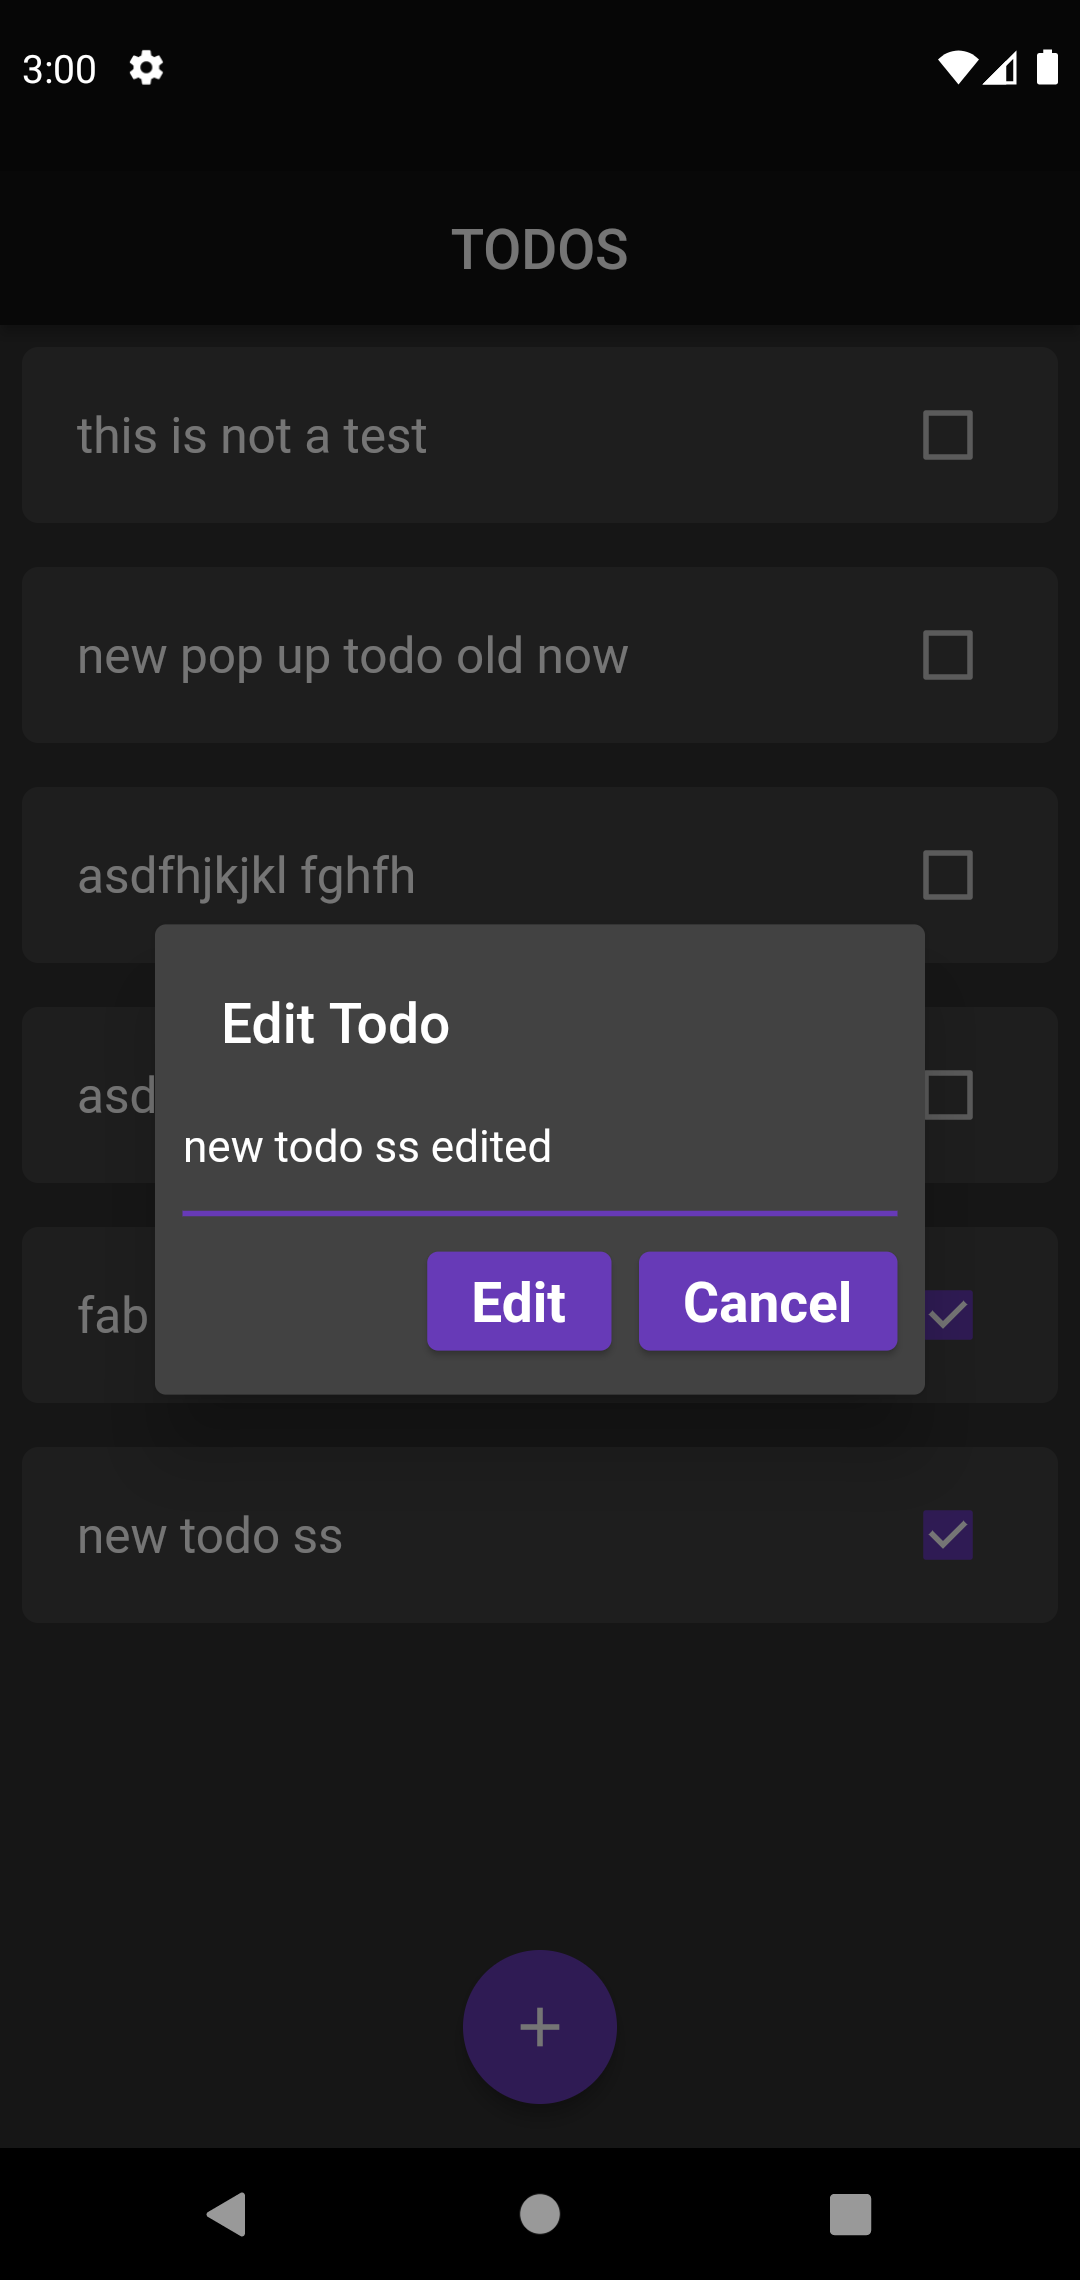 3:00
TODOS
this is not a test
new pop up todo old now
asdfhjkjkl fghfh
asd
Edit Todo
new todo ss edited
Edit Cancel
fab
new todo ss